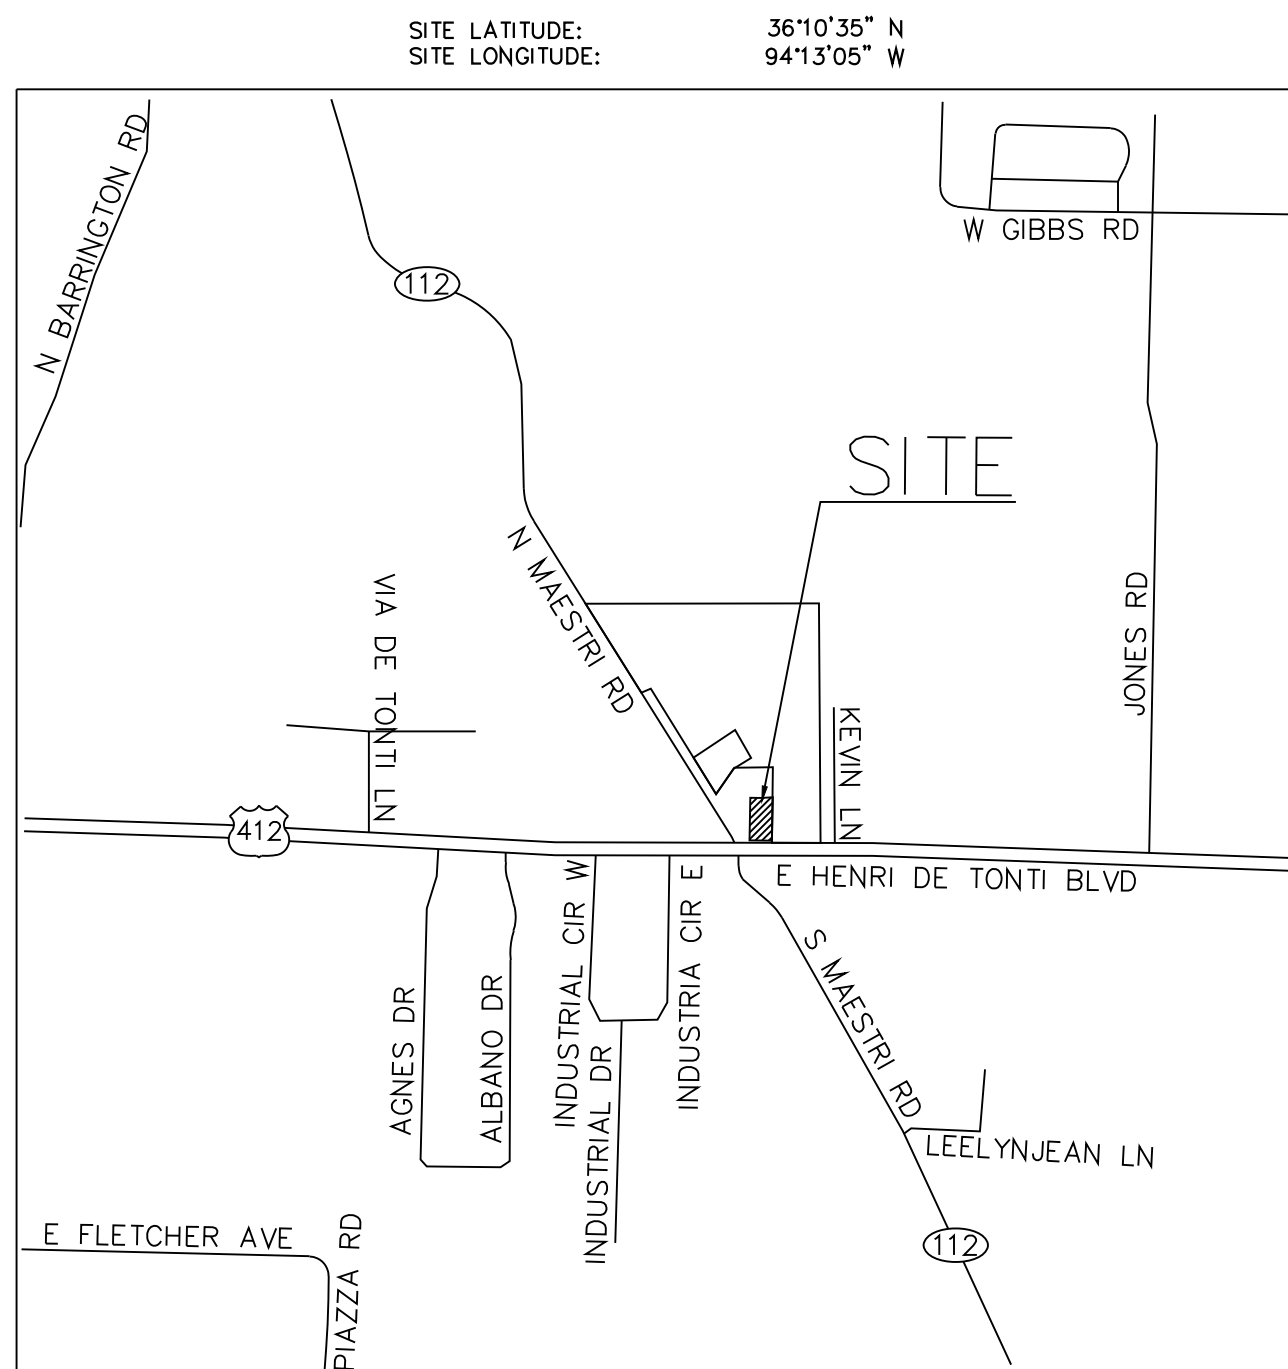 SITE LATITUDE: 36°10'35" N
SITE LONGITUDE: 94°13'05" W
N BARRINGTON RD
112
W GIBBS RD
SITE
N MAESTRI RD
VIA DE TONTI LN
JONES RD
KEVIN LN
412
E HENRI DE TONTI BLVD
INDUSTRIAL CIR W
INDUSTRIA CIR E
S MAESTRI RD
AGNES DR
ALBANO DR
INDUSTRIAL DR
LEELYNJEAN LN
E FLETCHER AVE
PIAZZA RD
112